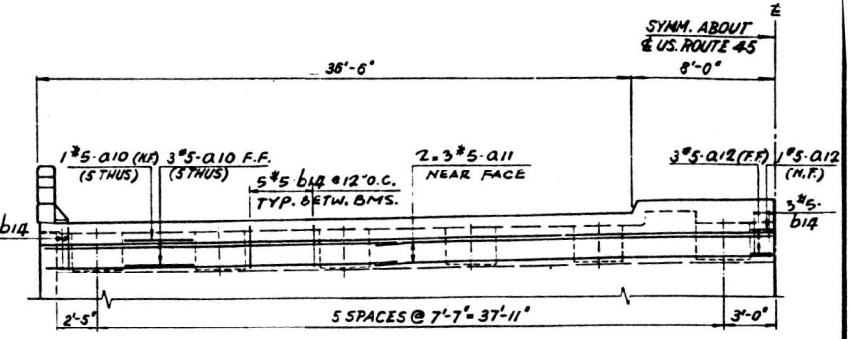 ℄
SYMM. ABOUT
℄ US. ROUTE 45
8'-0"
1 #5-a10 (N.F.)
(5 THUS)
3 #5-a10 F.F.
(5 THUS)
5 #5 b14 @12" O.C.
TYP. BETW. BMS.
2-3 #5-a11
NEAR FACE
3 #5-a12 (F.F.)
1 #5-a12
(N.F.)
3 #5-
b14
b14
2'-5"
5 SPACES @ 7'-7" = 37'-11"
3'-0"